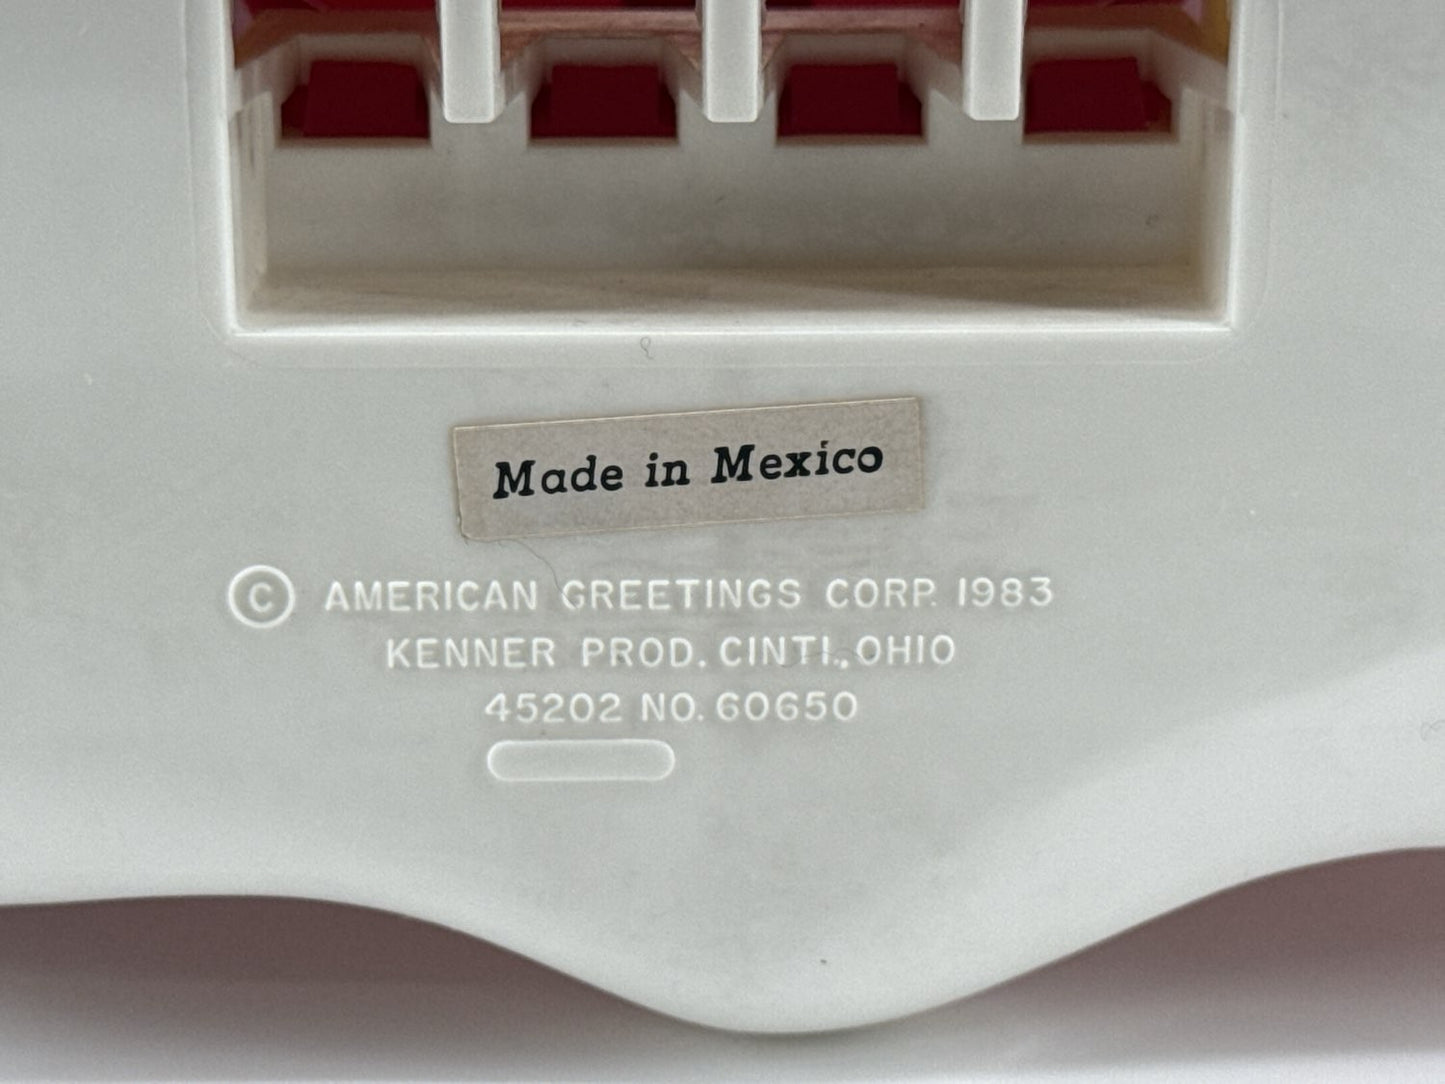 Made in Mexico
© AMERICAN GREETINGS CORP. 1983
KENNER PROD. CINTI., OHIO
45202 NO. 60650